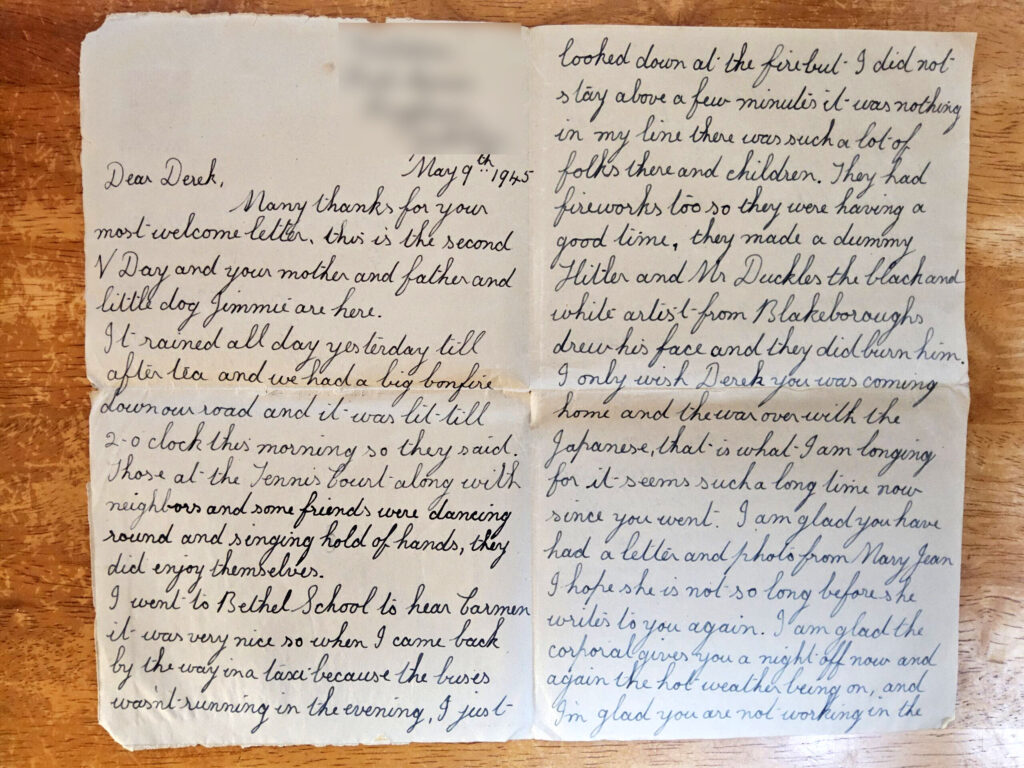 May 9th 1945
Dear Derek,
Many thanks for your
most welcome letter, this is the second
V Day and your mother and father and
little dog Jimmie are here.
It rained all day yesterday till
after tea and we had a big bonfire
down our road and it was lit till
2-o clock this morning so they said.
Those at the Tennis Court along with
neighbors and some friends were dancing
round and singing hold of hands, they
did enjoy themselves.
I went to Bethel School to hear Carmen
it was very nice so when I came back
by the way in a taxi because the buses
wasn't running in the evening, I just
looked down at the fire but I did not
stay above a few minutes it was nothing
in my line there was such a lot of
folks there and children. They had
fireworks too so they were having a
good time, they made a dummy
Hitler and Mr Duckles the black and
white artist from Blakeboroughs
drew his face and they did burn him.
I only wish Derek you was coming
home and the war over with the
Japanese, that is what I am longing
for it seems such a long time now
since you went. I am glad you have
had a letter and photo from Mary Jean
I hope she is not so long before she
writes to you again. I am glad the
corporal gives you a night off now and
again the hot weather being on, and
I'm glad you are not working in the